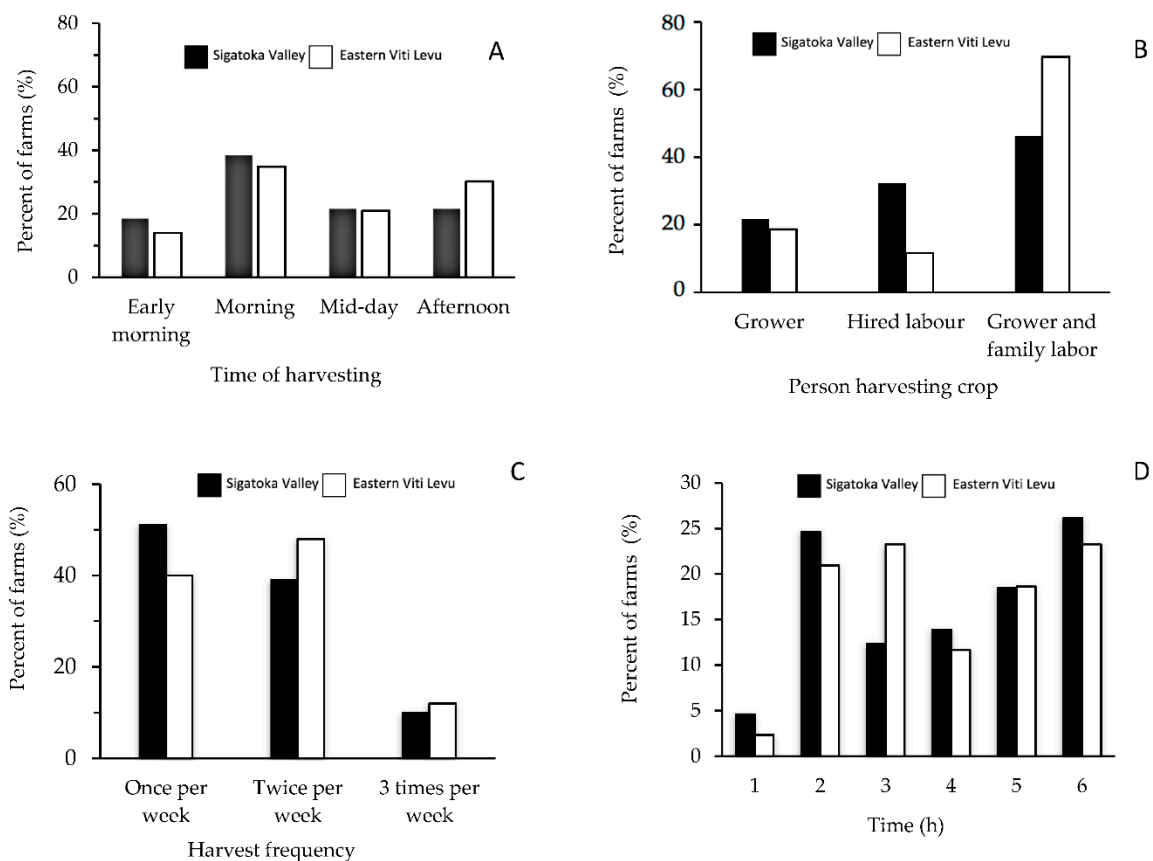 A
Sigatoka Valley Eastern Viti Levu
Percent of farms (%)
80
60
40
20
0
Early
morning
Morning
Mid-day
Afternoon
Time of harvesting
B
Sigatoka Valley Eastern Viti Levu
Percent of farms (%)
80
60
40
20
0
Grower
Hired labour
Grower and
family labor
Person harvesting crop
C
Sigatoka Valley Eastern Viti Levu
Percent of farms (%)
60
40
20
0
Once per
week
Twice per
week
3 times per
week
Harvest frequency
D
Sigatoka Valley Eastern Viti Levu
Percent of farms (%)
30
25
20
15
10
5
0
1 2 3 4 5 6
Time (h)